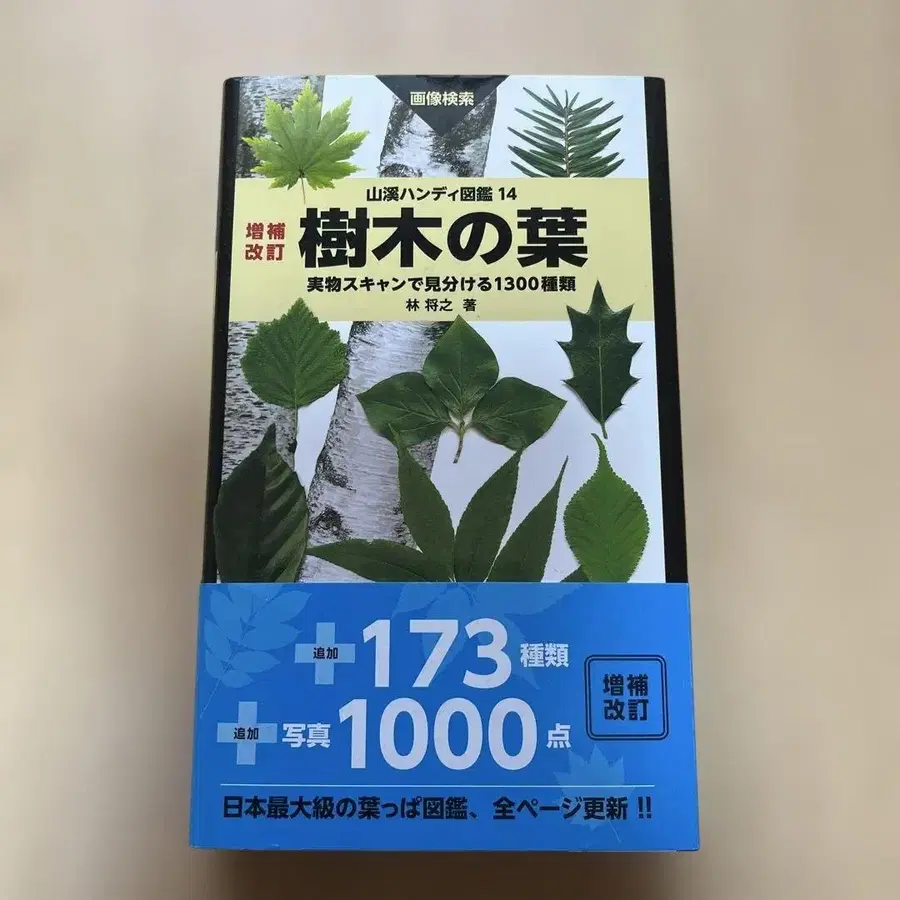 画像検索
山溪ハンディ図鑑 14
増補
改訂
樹木の葉
実物スキャンで見分ける1300種類
林 将之 著
追加 173 種類
追加 写真 1000 点
増補
改訂
日本最大級の葉っぱ図鑑、全ページ更新!!